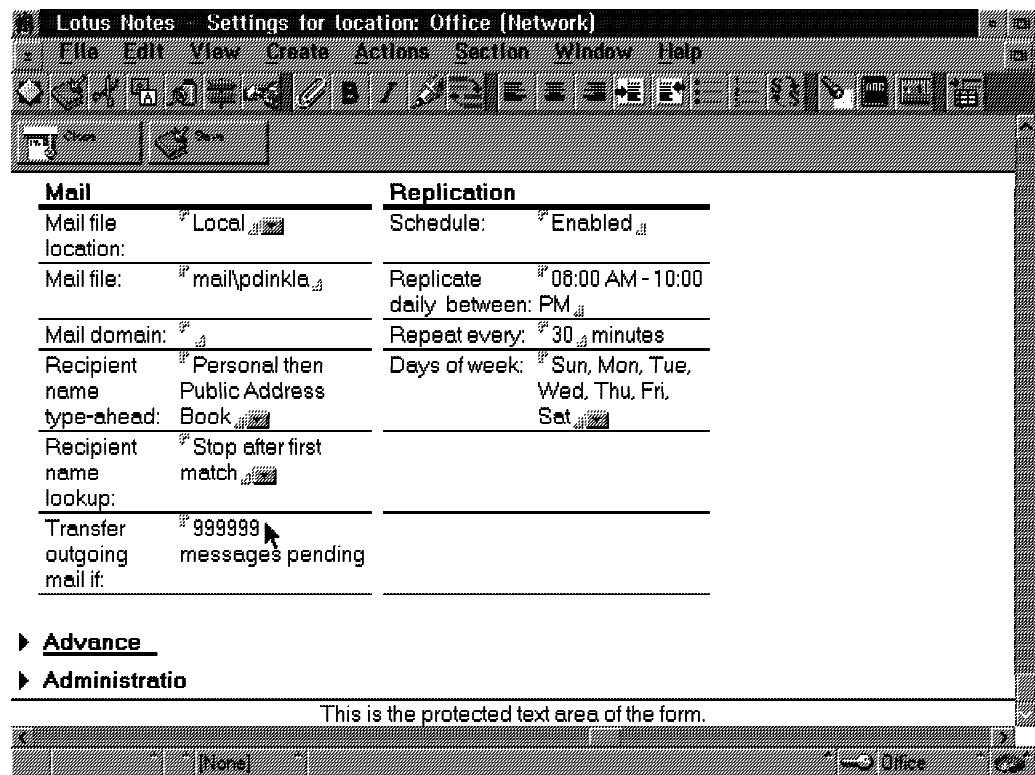 Lotus Notes - Settings for location: Office (Network)
File Edit View Create Actions Section Window Help
Close Save
Mail
Mail file location: Local
Mail file: mail\pdinkla
Mail domain:
Recipient name type-ahead: Personal then Public Address Book
Recipient name lookup: Stop after first match
Transfer outgoing mail if: 999999 messages pending
Replication
Schedule: Enabled
Replicate daily between: 08:00 AM - 10:00 PM
Repeat every: 30 minutes
Days of week: Sun, Mon, Tue, Wed, Thu, Fri, Sat
Advance
Administratio
This is the protected text area of the form.
[None] Office